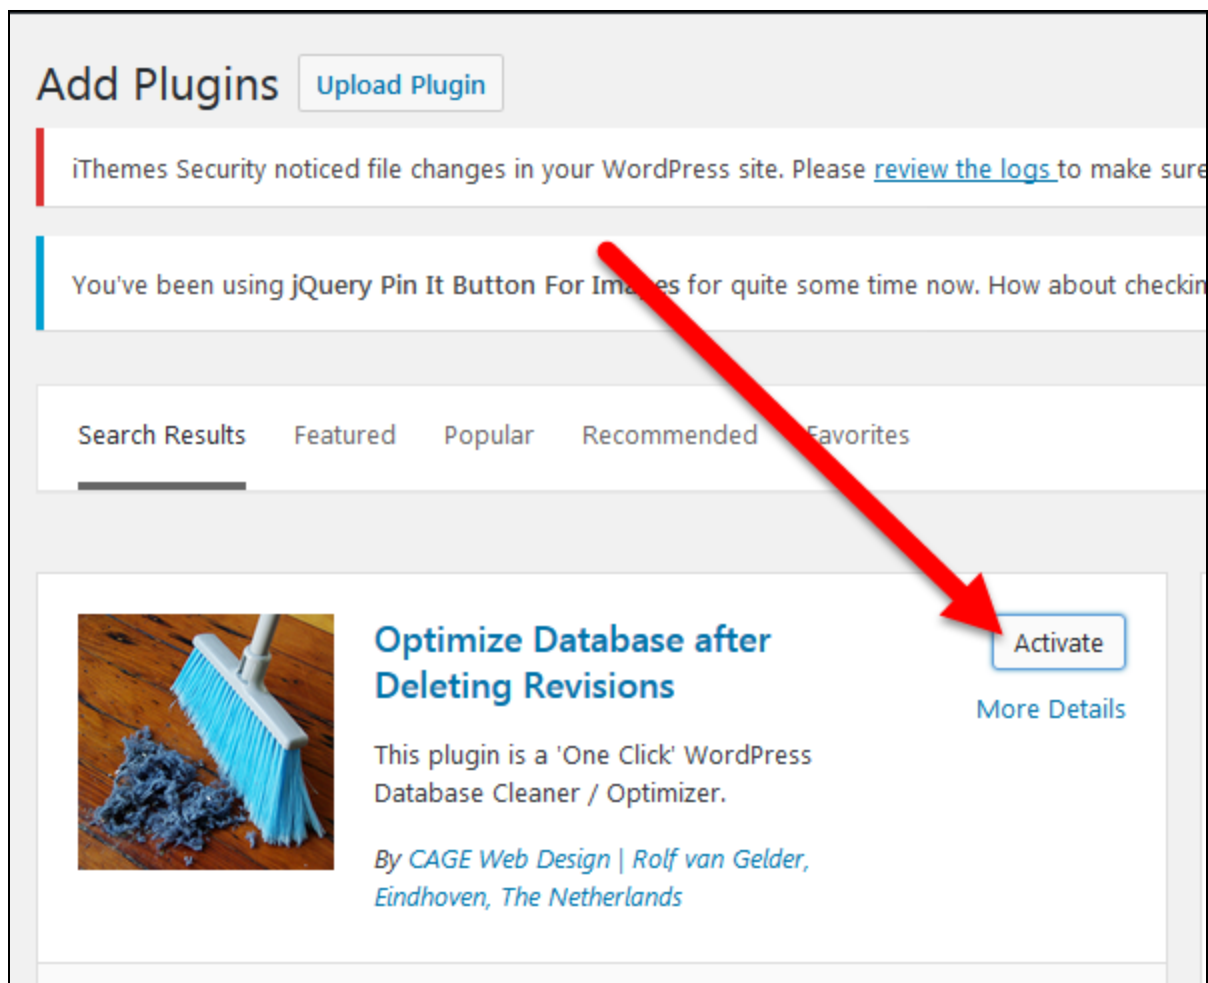 Add Plugins Upload Plugin
iThemes Security noticed file changes in your WordPress site. Please review the logs to make sure
You've been using jQuery Pin It Button For Images for quite some time now. How about checkin
Search Results Featured Popular Recommended Favorites
Optimize Database after
Deleting Revisions
Activate
More Details
This plugin is a 'One Click' WordPress
Database Cleaner / Optimizer.
By CAGE Web Design | Rolf van Gelder,
Eindhoven, The Netherlands